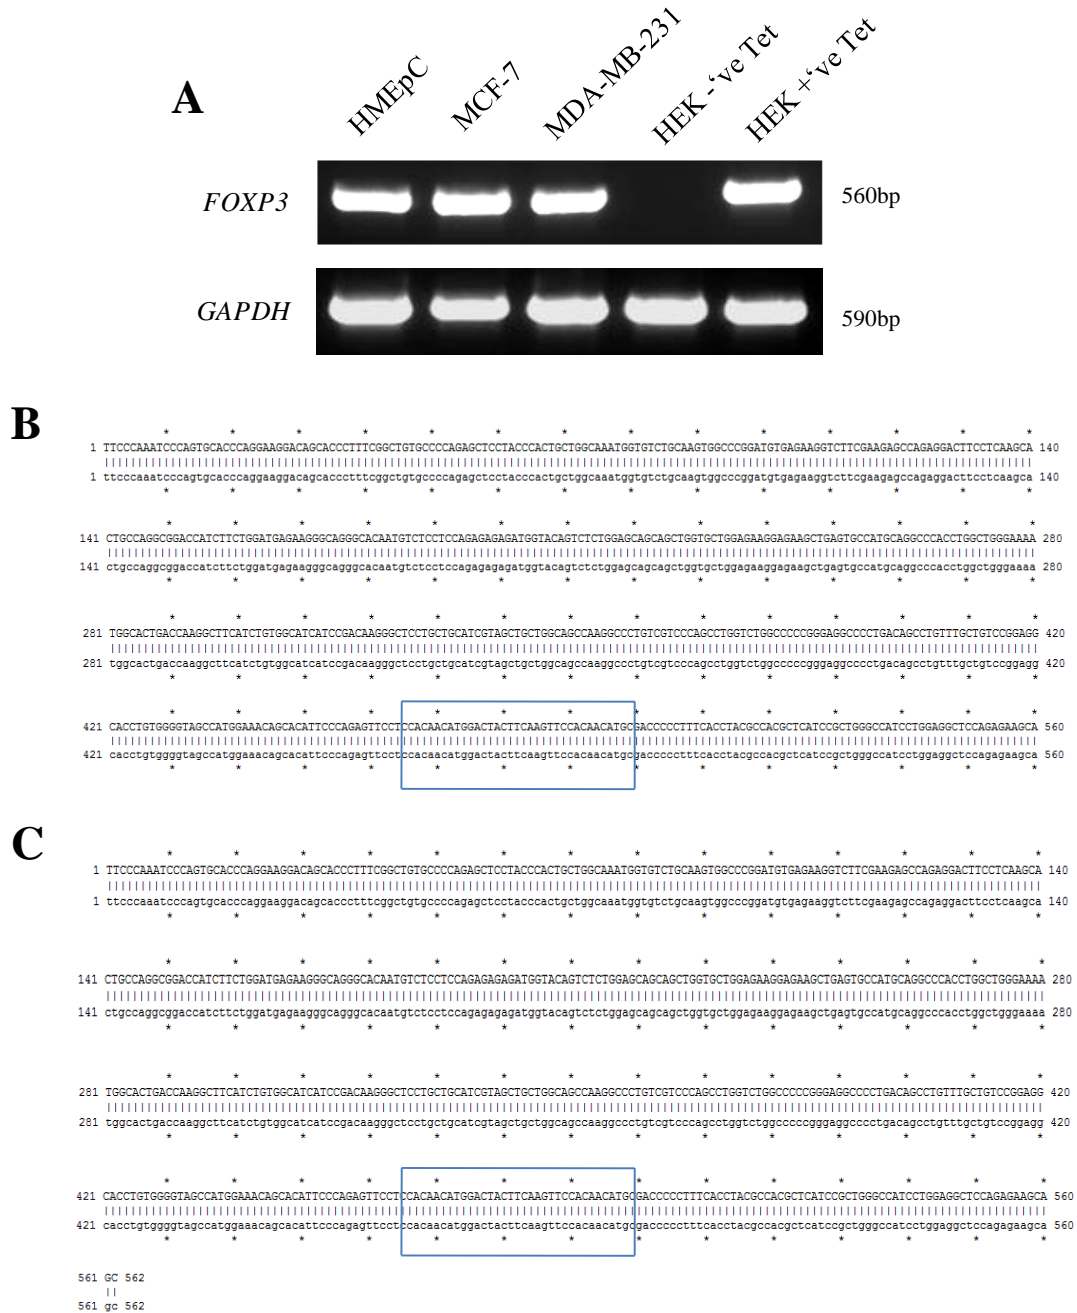 A
HMEpC
MCF-7
MDA-MB-231
HEK -‘ve Tet
HEK +‘ve Tet
FOXP3
560bp
GAPDH
590bp
B
1 TTCCCAAATCCCAGTGCACCCAGGAAGGACAGCACCCTTTCGGCTGTGCCCCAGAGCTCCTACCCACTGCTGGCAAATGGTGTCTGCAAGTGGCCCGGATGTGAGAAGGTCTTCGAAGAGCCAGAGGACTTCCTCAAGCA 140
1 ttcccaaatcccagtgcacccaggaaggacagcaccctttcggctgtgccccagagctcctacccactgctggcaaatggtgtctgcaagtggcccggatgtgagaaggtcttcgaagagccagaggacttcctcaagca 140
141 CTGCCAGGCGGACCATCTTCTGGATGAGAAGGGCAGGGCACAATGTCTCCTCCAGAGAGAGATGGTACAGTCTCTGGAGCAGCAGCTGGTGCTGGAGAAGGAGAAGCTGAGTGCCATGCAGGCCCACCTGGCTGGGAAAA 280
141 ctgccaggcggaccatcttctggatgagaagggcagggcacaatgtctcctccagagagagatggtacagtctctggagcagcagctggtgctggagaaggagaagctgagtgccatgcaggcccacctggctgggaaaa 280
281 TGGCACTGACCAAGGCTTCATCTGTGGCATCATCCGACAAGGGCTCCTGCTGCATCGTAGCTGCTGGCAGCCAAGGCCCTGTCGTCCCAGCCTGGTCTGGCCCCCGGGAGGCCCCTGACAGCCTGTTTGCTGTCCGGAGG 420
281 tggcactgaccaaggcttcatctgtggcatcatccgacaagggctcctgctgcatcgtagctgctggcagccaaggccctgtcgtcccagcctggtctggcccccgggaggcccctgacagcctgtttgctgtccggagg 420
421 CACCTGTGGGGTAGCCATGGAAACAGCACATTCCCAGAGTTCCTCCACAACATGGACTACTTCAAGTTCCACAACATGCGACCCCCTTTCACCTACGCCACGCTCATCCGCTGGGCCATCCTGGAGGCTCCAGAGAAGCA 560
421 cacctgtggggtagccatggaaacagcacattcccagagttcctccacaacatggactacttcaagttccacaacatgcgacccccttt​cacctacgccacgctcatccgctgggccatcctggaggctccagagaagca 560
C
1 TTCCCAAATCCCAGTGCACCCAGGAAGGACAGCACCCTTTCGGCTGTGCCCCAGAGCTCCTACCCACTGCTGGCAAATGGTGTCTGCAAGTGGCCCGGATGTGAGAAGGTCTTCGAAGAGCCAGAGGACTTCCTCAAGCA 140
1 ttcccaaatcccagtgcacccaggaaggacagcaccctttcggctgtgccccagagctcctacccactgctggcaaatggtgtctgcaagtggcccggatgtgagaaggtcttcgaagagccagaggacttcctcaagca 140
141 CTGCCAGGCGGACCATCTTCTGGATGAGAAGGGCAGGGCACAATGTCTCCTCCAGAGAGAGATGGTACAGTCTCTGGAGCAGCAGCTGGTGCTGGAGAAGGAGAAGCTGAGTGCCATGCAGGCCCACCTGGCTGGGAAAA 280
141 ctgccaggcggaccatcttctggatgagaagggcagggcacaatgtctcctccagagagagatggtacagtctctggagcagcagctggtgctggagaaggagaagctgagtgccatgcaggcccacctggctgggaaaa 280
281 TGGCACTGACCAAGGCTTCATCTGTGGCATCATCCGACAAGGGCTCCTGCTGCATCGTAGCTGCTGGCAGCCAAGGCCCTGTCGTCCCAGCCTGGTCTGGCCCCCGGGAGGCCCCTGACAGCCTGTTTGCTGTCCGGAGG 420
281 tggcactgaccaaggcttcatctgtggcatcatccgacaagggctcctgctgcatcgtagctgctggcagccaaggccctgtcgtcccagcctggtctggcccccgggaggcccctgacagcctgtttgctgtccggagg 420
421 CACCTGTGGGGTAGCCATGGAAACAGCACATTCCCAGAGTTCCTCCACAACATGGACTACTTCAAGTTCCACAACATGCGACCCCCTTTCACCTACGCCACGCTCATCCGCTGGGCCATCCTGGAGGCTCCAGAGAAGCA 560
421 cacctgtggggtagccatggaaacagcacattcccagagttcctccacaacatggactacttcaagttccacaacatgcgaccccctttcacctacgccacgctcatccgctgggccatcctggaggctccagagaagca 560
561 GC 562
561 gc 562